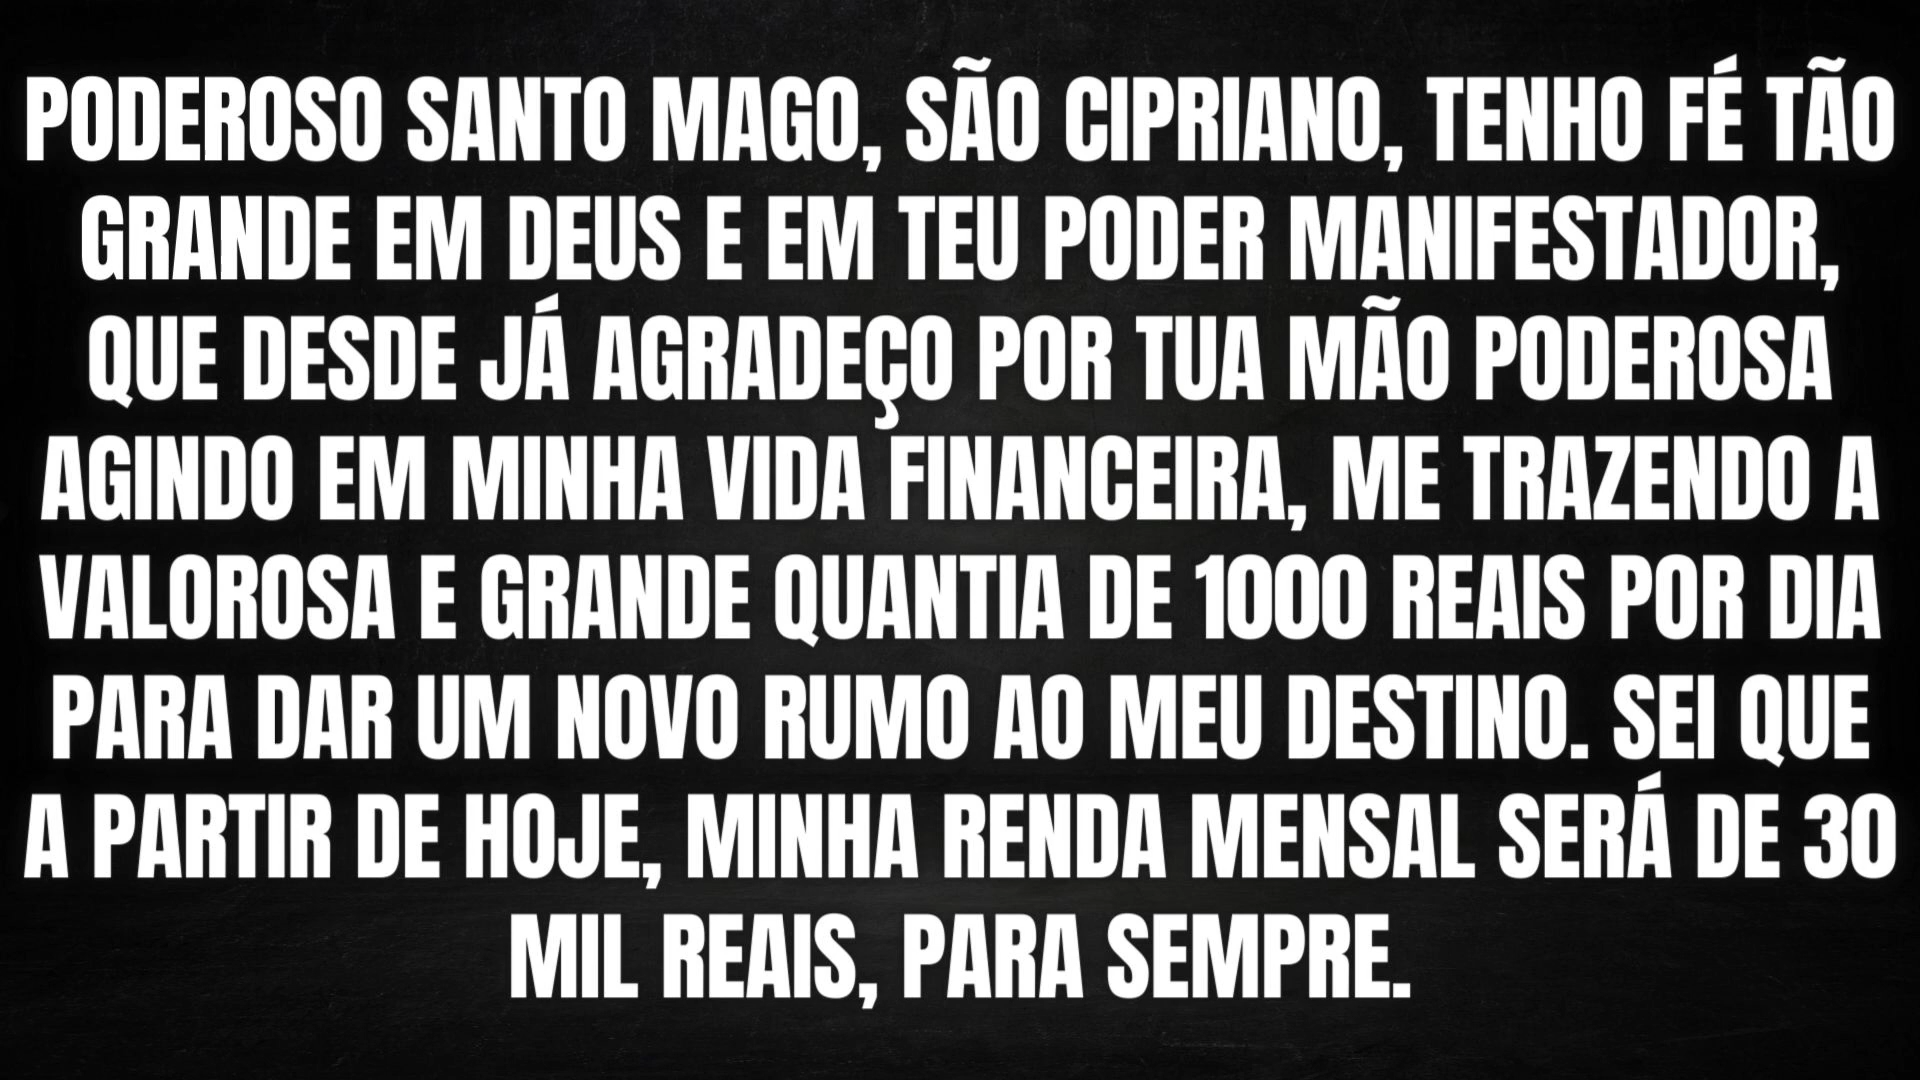 PODEROSO SANTO MAGO, SÃO CIPRIANO, TENHO FÉ TÃO
GRANDE EM DEUS E EM TEU PODER MANIFESTADOR,
QUE DESDE JÁ AGRADEÇO POR TUA MÃO PODEROSA
AGINDO EM MINHA VIDA FINANCEIRA, ME TRAZENDO A
VALOROSA E GRANDE QUANTIA DE 1000 REAIS POR DIA
PARA DAR UM NOVO RUMO AO MEU DESTINO. SEI QUE
A PARTIR DE HOJE, MINHA RENDA MENSAL SERÁ DE 30
MIL REAIS, PARA SEMPRE.